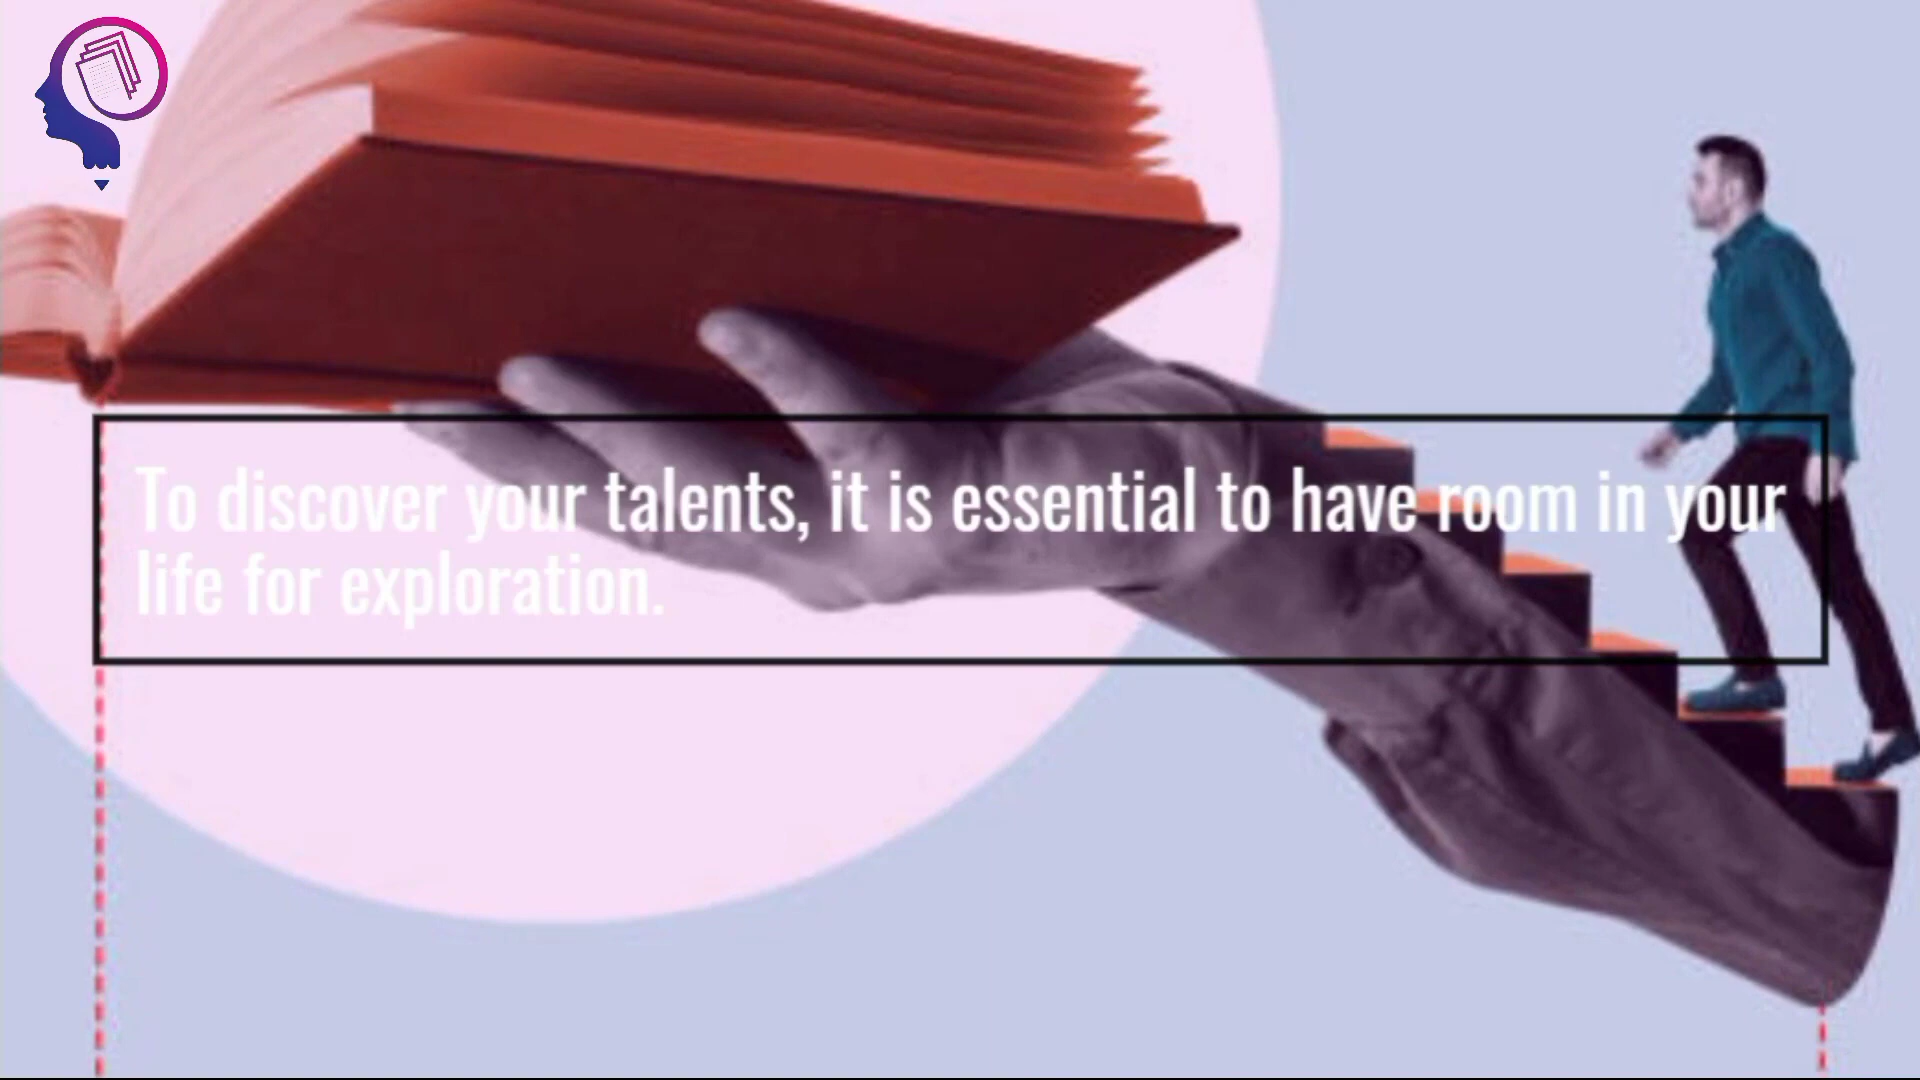 To discover your talents, it is essential to have room in your
life for exploration.